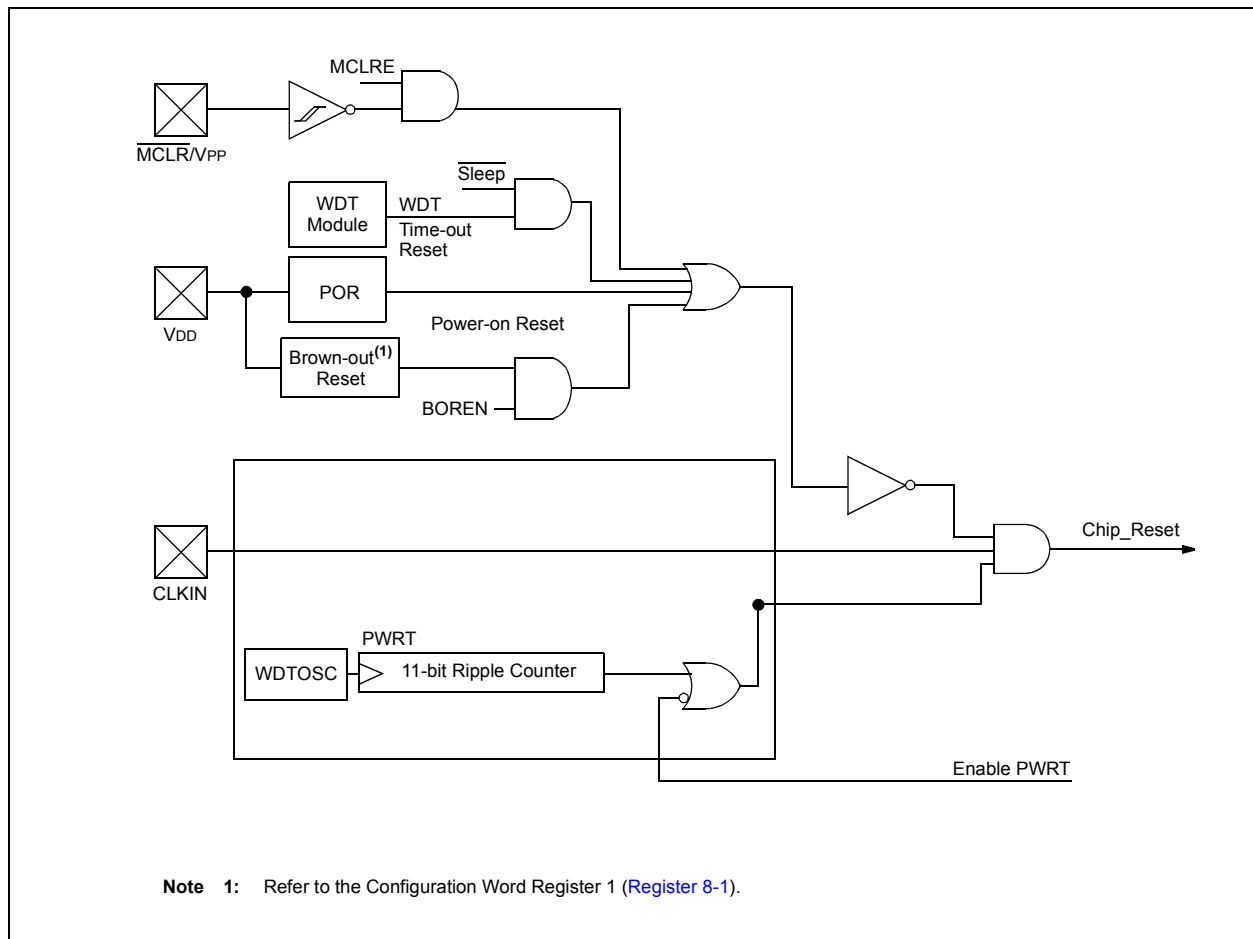 MCLRE
MCLR/VPP
Sleep
WDT
Module
WDT
Time-out
Reset
POR
VDD
Power-on Reset
Brown-out(1)
Reset
BOREN
Chip_Reset
CLKIN
PWRT
WDTOSC
11-bit Ripple Counter
Enable PWRT
Note 1: Refer to the Configuration Word Register 1 (Register 8-1).